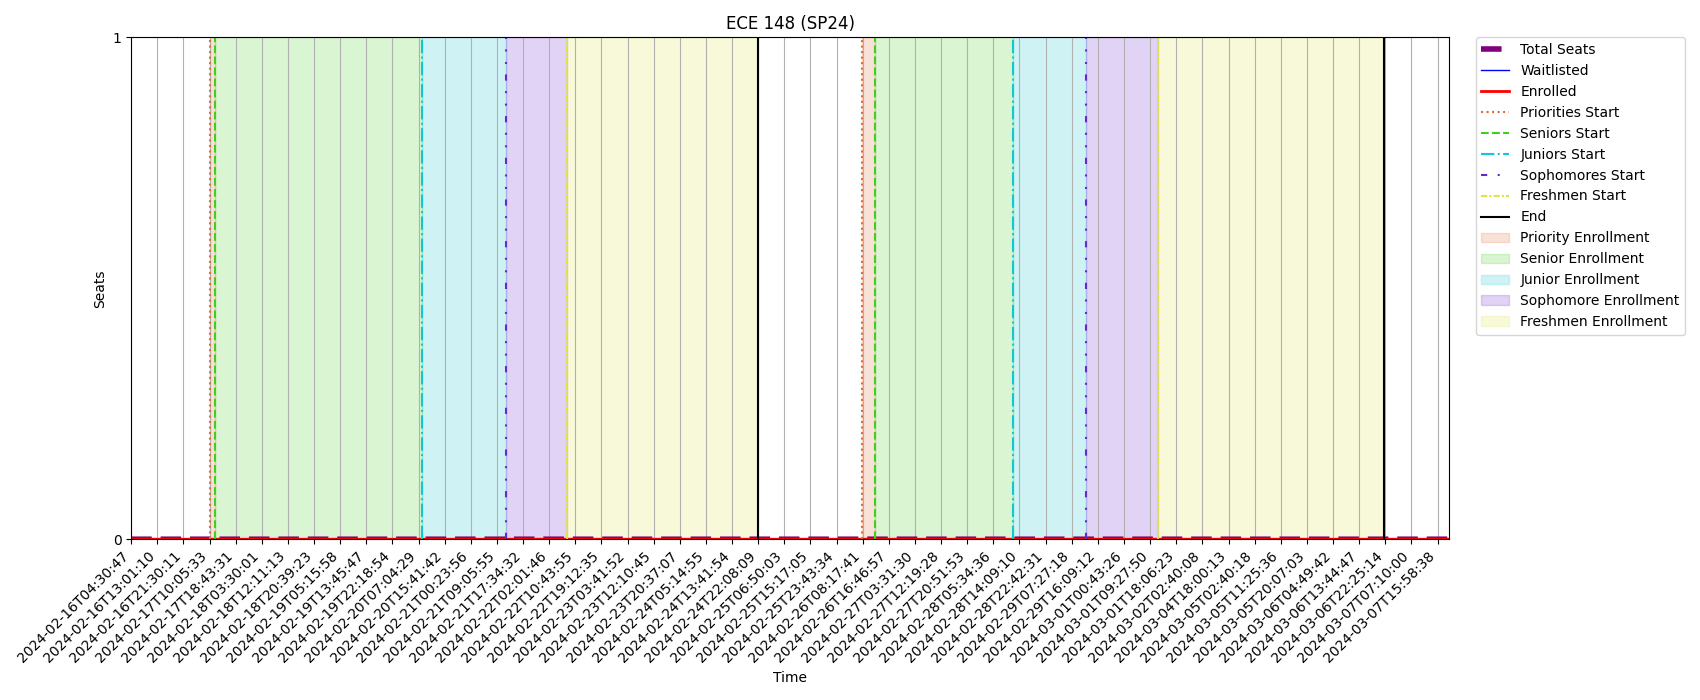 ECE 148 (SP24)
1
0
Seats
2024-02-16T04:30:47
2024-02-16T13:01:10
2024-02-16T21:30:11
2024-02-17T10:05:33
2024-02-17T18:43:31
2024-02-18T03:30:01
2024-02-18T12:11:13
2024-02-18T20:39:23
2024-02-19T05:15:58
2024-02-19T13:45:47
2024-02-19T22:18:54
2024-02-20T07:04:29
2024-02-20T15:41:42
2024-02-21T00:23:56
2024-02-21T09:05:55
2024-02-21T17:34:32
2024-02-22T02:01:46
2024-02-22T10:43:55
2024-02-22T19:12:35
2024-02-23T03:41:52
2024-02-23T12:10:45
2024-02-23T20:37:07
2024-02-24T05:14:55
2024-02-24T13:41:54
2024-02-24T22:08:09
2024-02-25T06:50:03
2024-02-25T15:17:05
2024-02-25T23:43:34
2024-02-26T08:17:41
2024-02-26T16:46:57
2024-02-27T03:31:30
2024-02-27T12:19:28
2024-02-27T20:51:53
2024-02-28T05:34:36
2024-02-28T14:09:10
2024-02-28T22:42:31
2024-02-29T07:27:18
2024-02-29T16:09:12
2024-03-01T00:43:26
2024-03-01T09:27:50
2024-03-01T18:06:23
2024-03-02T02:40:08
2024-03-04T18:00:13
2024-03-05T02:40:18
2024-03-05T11:25:36
2024-03-05T20:07:03
2024-03-06T04:49:42
2024-03-06T13:44:47
2024-03-06T22:25:14
2024-03-07T07:10:00
2024-03-07T15:58:38
Time
Total Seats
Waitlisted
Enrolled
Priorities Start
Seniors Start
Juniors Start
Sophomores Start
Freshmen Start
End
Priority Enrollment
Senior Enrollment
Junior Enrollment
Sophomore Enrollment
Freshmen Enrollment